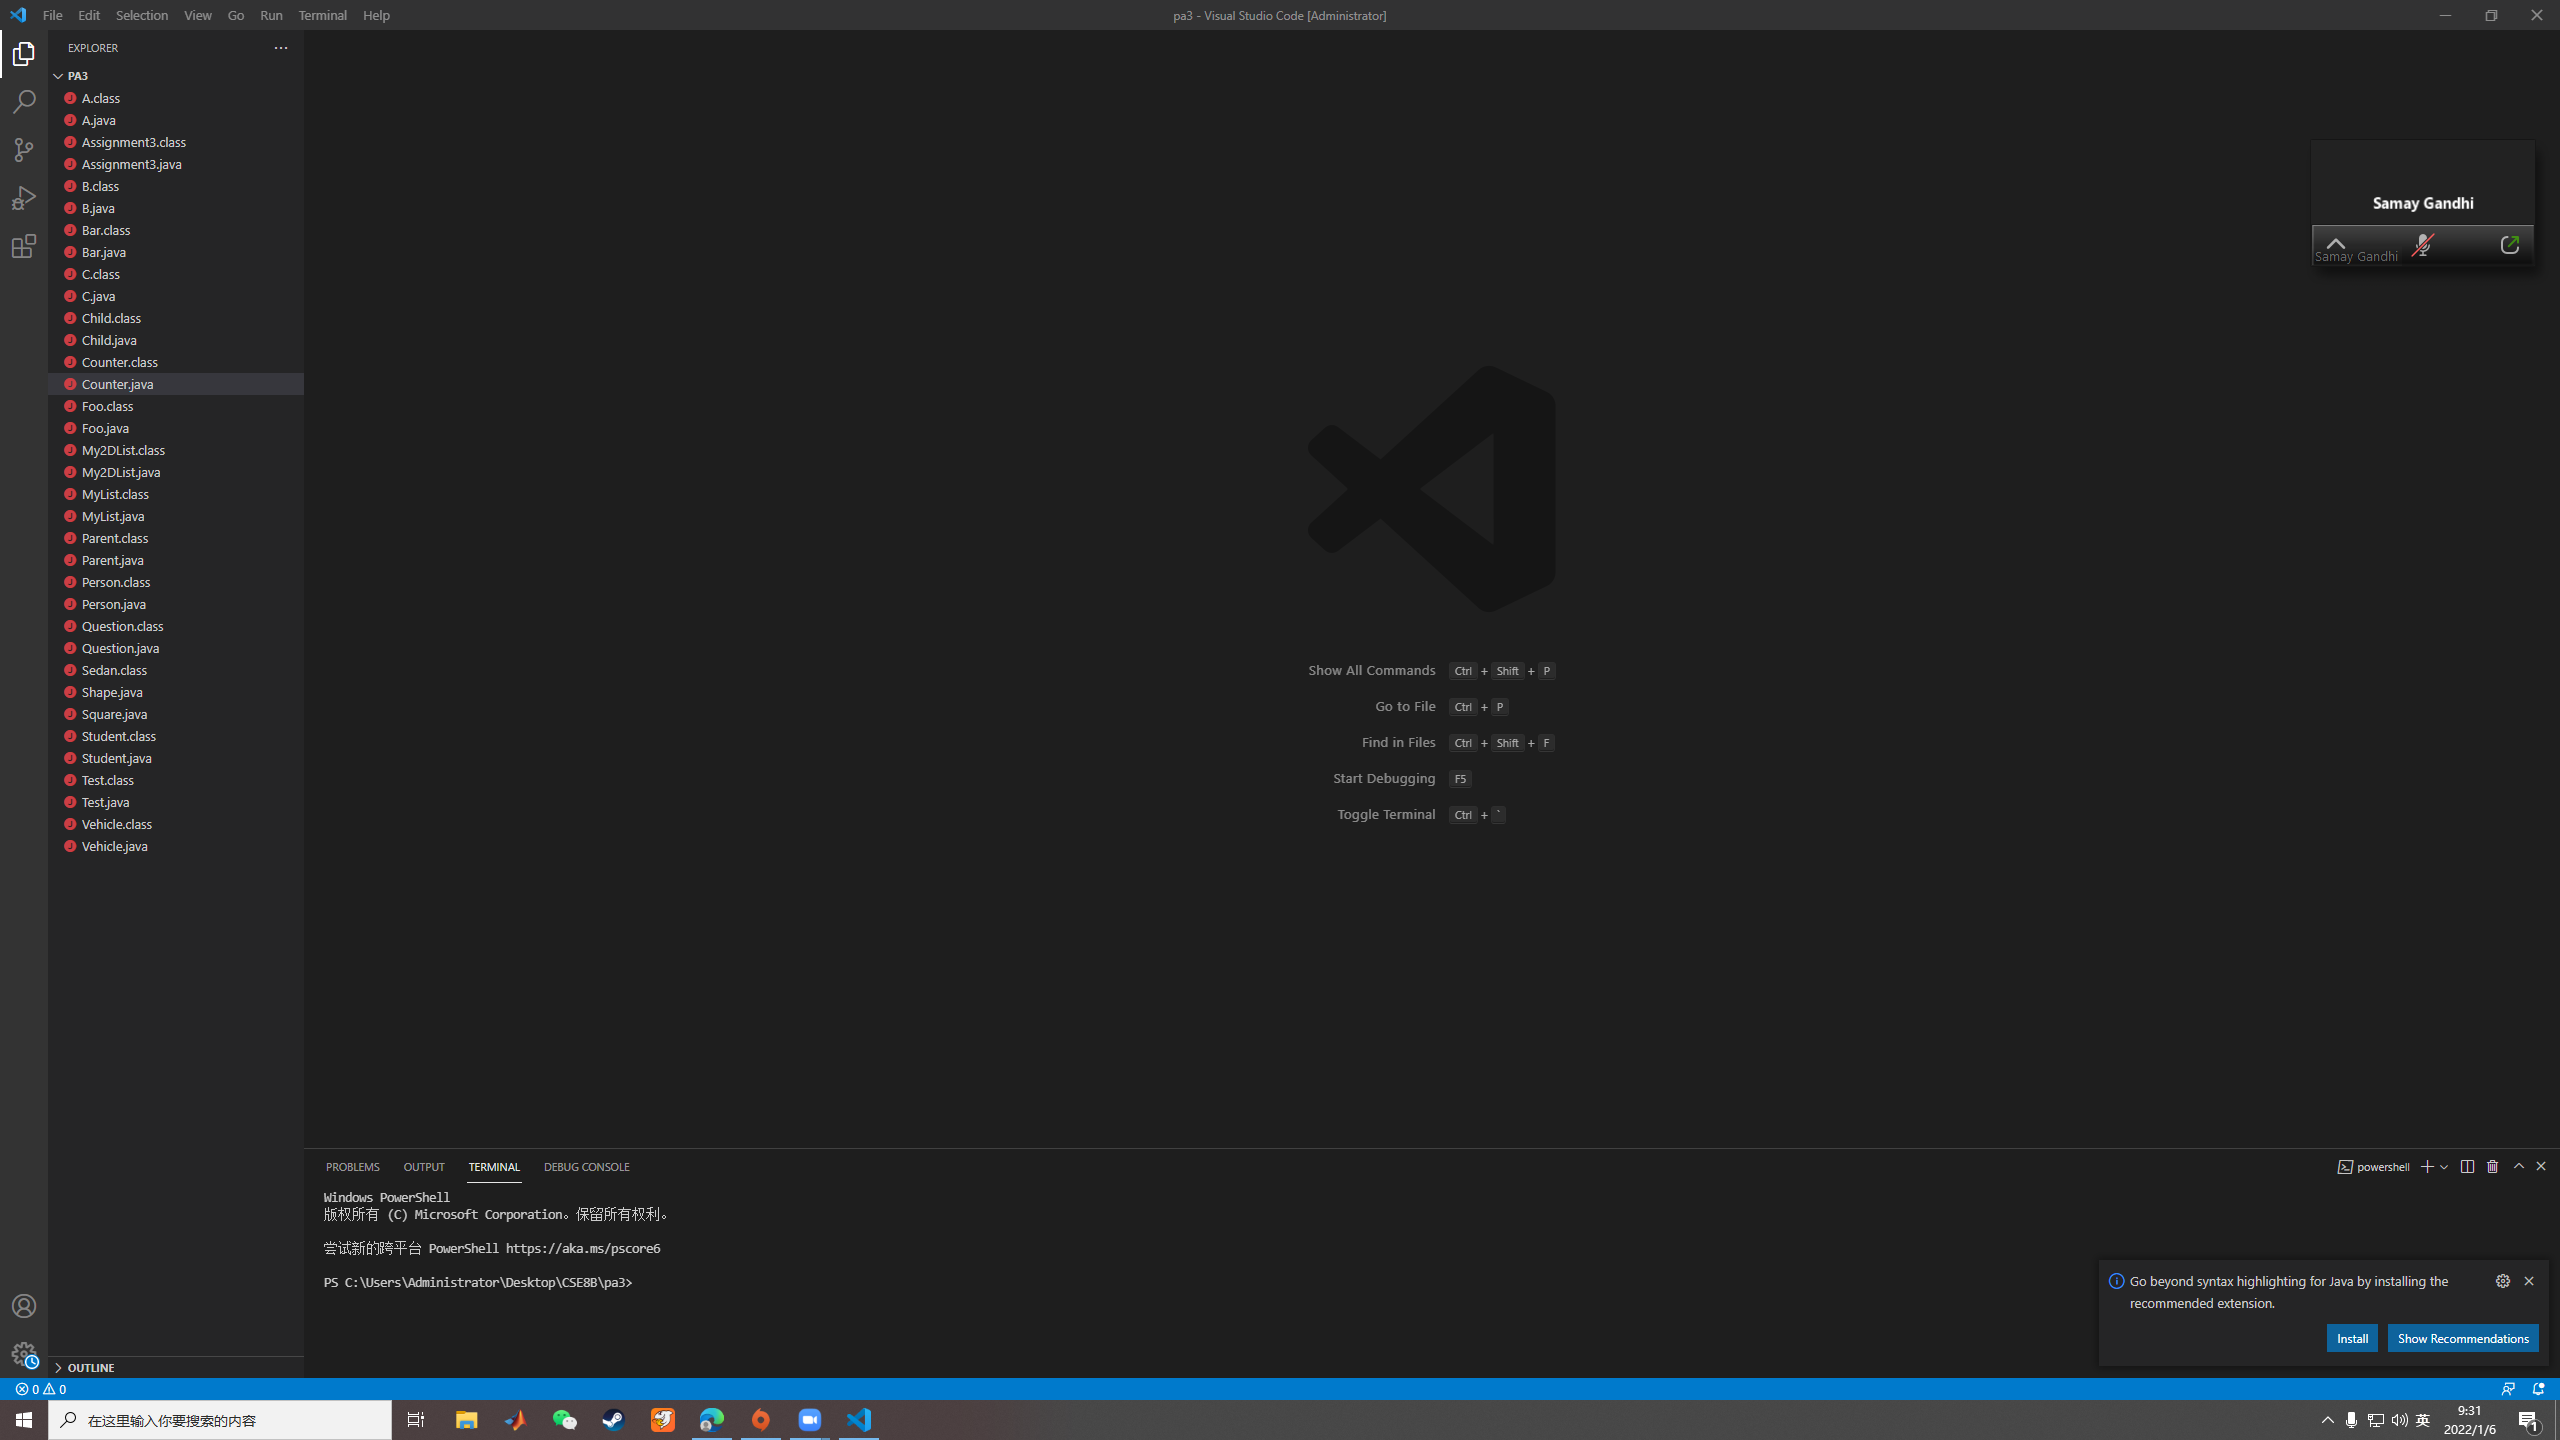 File Edit Selection View Go Run Terminal Help
pa3 - Visual Studio Code [Administrator]
EXPLORER
PA3
A.class
A.java
Assignment3.class
Assignment3.java
B.class
B.java
Bar.class
Bar.java
C.class
C.java
Child.class
Child.java
Counter.class
Counter.java
Foo.class
Foo.java
My2DList.class
My2DList.java
MyList.class
MyList.java
Parent.class
Parent.java
Person.class
Person.java
Question.class
Question.java
Sedan.class
Shape.java
Square.java
Student.class
Student.java
Test.class
Test.java
Vehicle.class
Vehicle.java
OUTLINE
Samay Gandhi
Samay Gandhi
Show All Commands Ctrl + Shift + P
Go to File Ctrl + P
Find in Files Ctrl + Shift + F
Start Debugging F5
Toggle Terminal Ctrl + `
PROBLEMS OUTPUT TERMINAL DEBUG CONSOLE
powershell
Windows PowerShell
版权所有 (C) Microsoft Corporation。保留所有权利。
尝试新的跨平台 PowerShell https://aka.ms/pscore6
PS C:\Users\Administrator\Desktop\CSE8B\pa3>
Go beyond syntax highlighting for Java by installing the
recommended extension.
Install Show Recommendations
0 0
在这里输入你要搜索的内容
英
9:31
2022/1/6
1